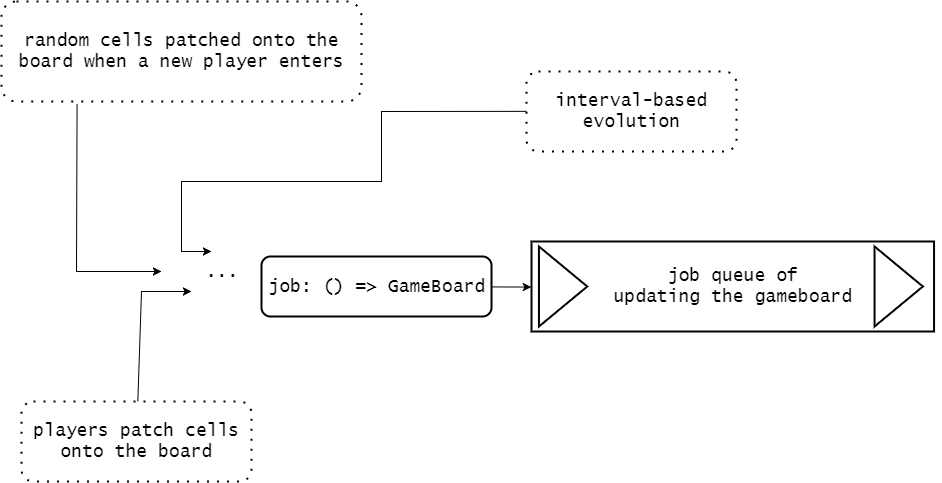 random cells patched onto the
board when a new player enters
interval-based
evolution
...
job: () => GameBoard
job queue of
updating the gameboard
players patch cells
onto the board